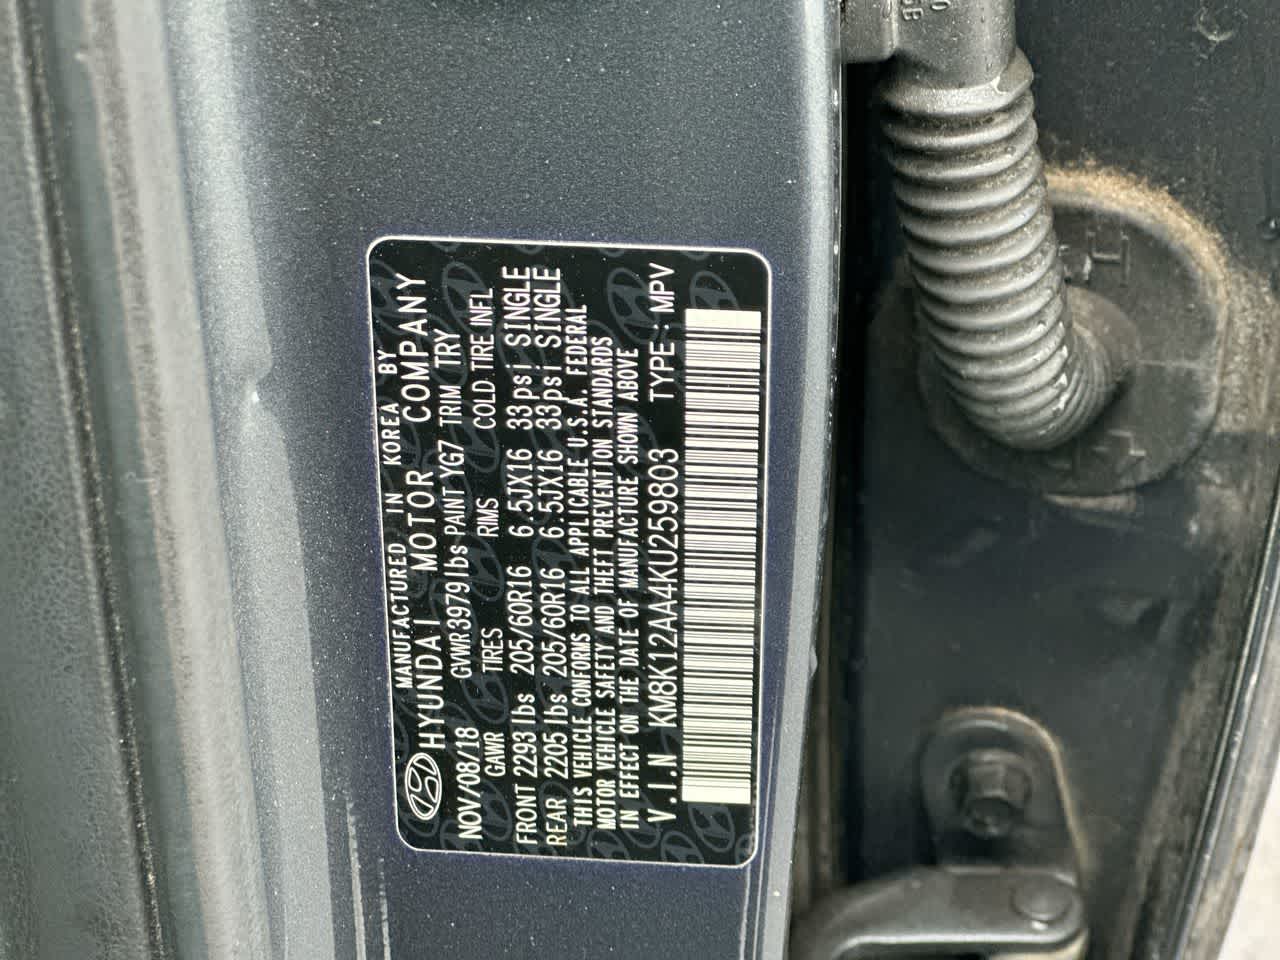 MANUFACTURED IN KOREA BY
HYUNDAI MOTOR COMPANY
NOV/08/18 GVWR 3979lbs PAINT YG7 TRIM TRY
GAWR TIRES RIMS COLD TIRE INFL
FRONT 2293lbs 205/60R16 6.5JX16 33psi SINGLE
REAR 2205lbs 205/60R16 6.5JX16 33psi SINGLE
THIS VEHICLE CONFORMS TO ALL APPLICABLE U.S.A. FEDERAL
MOTOR VEHICLE SAFETY AND THEFT PREVENTION STANDARDS
IN EFFECT ON THE DATE OF MANUFACTURE SHOWN ABOVE
V.I.N KM8K12AA4KU259803 TYPE : MPV